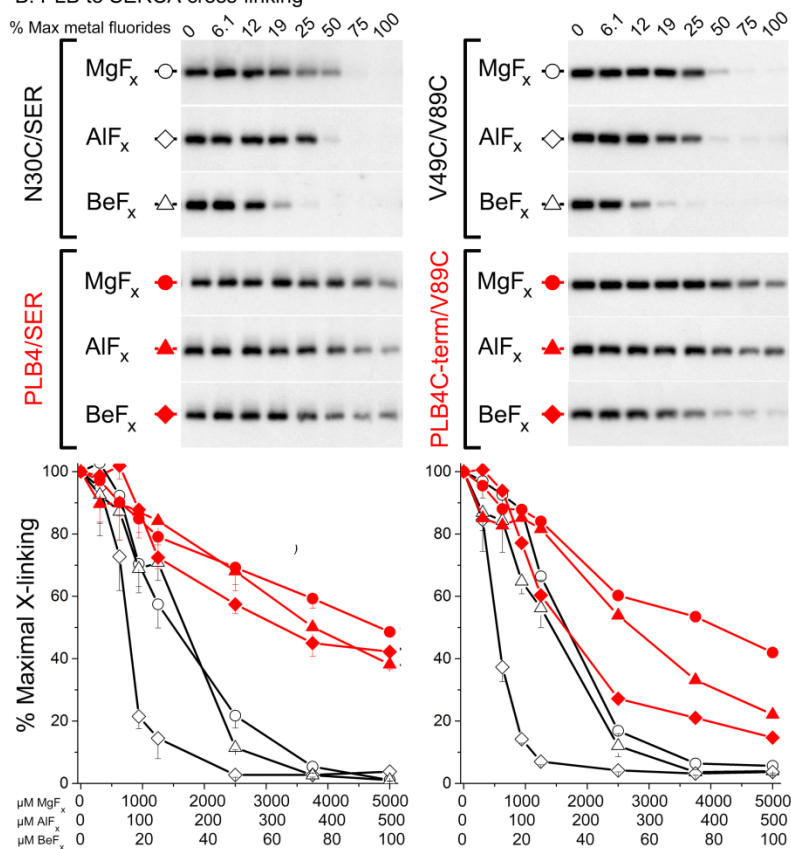 B. PLB to SERCA cross-linking
% Max metal fluorides 0 6.1 12 19 25 50 75 100
0 6.1 12 19 25 50 75 100
N30C/SER
MgFx
AlFx
BeFx
V49C/V89C
MgFx
AlFx
BeFx
PLB4/SER
MgFx
AlFx
BeFx
PLB4C-term/V89C
MgFx
AlFx
BeFx
% Maximal X-linking
100
80
60
40
20
0
100
80
60
40
20
0
µM MgFx 0 1000 2000 3000 4000 5000
µM AlFx 0 100 200 300 400 500
µM BeFx 0 20 40 60 80 100
0 1000 2000 3000 4000 5000
0 100 200 300 400 500
0 20 40 60 80 100